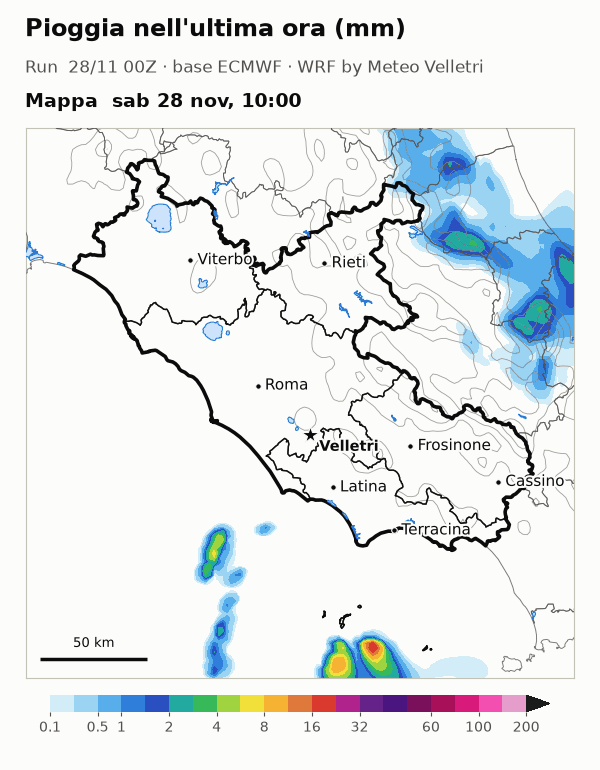 Pioggia nell'ultima ora (mm)
Run  28/11 00Z · base ECMWF · WRF by Meteo Velletri
Mappa  sab 28 nov, 10:00
Viterbo
Rieti
Roma
Velletri
Frosinone
Cassino
Latina
Terracina
50 km
0.1 0.5 1 2 4 8 16 32 60 100 200